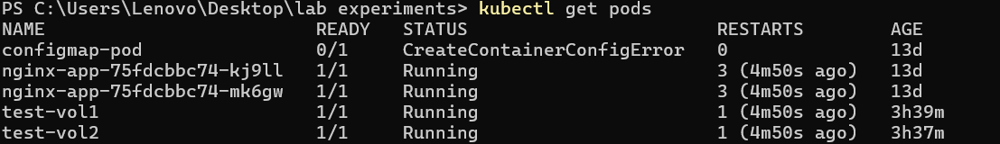 PS C:\Users\Lenovo\Desktop\lab experiments> kubectl get pods
NAME READY STATUS RESTARTS AGE
configmap-pod 0/1 CreateContainerConfigError 0 13d
nginx-app-75fdcbbc74-kj9ll 1/1 Running 3 (4m50s ago) 13d
nginx-app-75fdcbbc74-mk6gw 1/1 Running 3 (4m50s ago) 13d
test-vol1 1/1 Running 1 (4m50s ago) 3h39m
test-vol2 1/1 Running 1 (4m50s ago) 3h37m